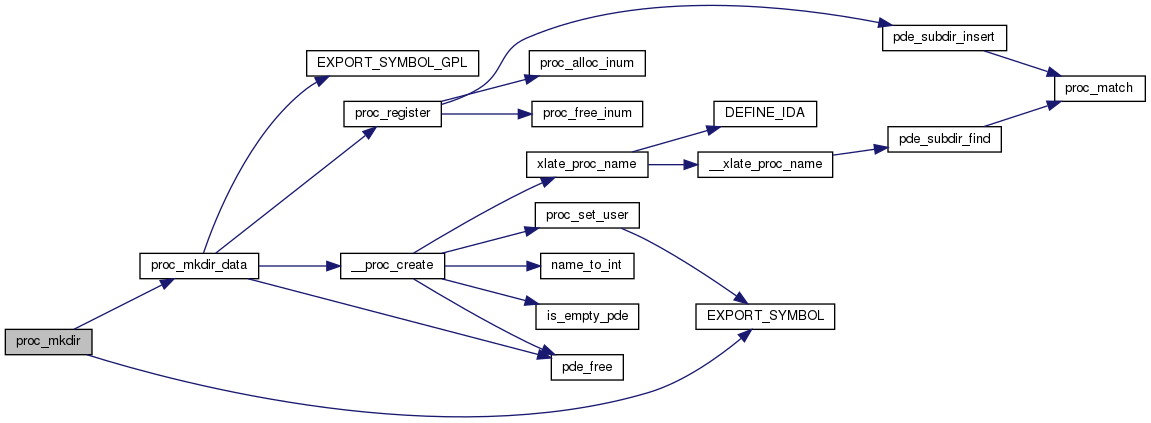 pde_subdir_insert
EXPORT_SYMBOL_GPL
proc_alloc_inum
proc_match
proc_register
proc_free_inum
DEFINE_IDA
pde_subdir_find
xlate_proc_name
__xlate_proc_name
proc_set_user
proc_mkdir_data
__proc_create
name_to_int
is_empty_pde
EXPORT_SYMBOL
proc_mkdir
pde_free